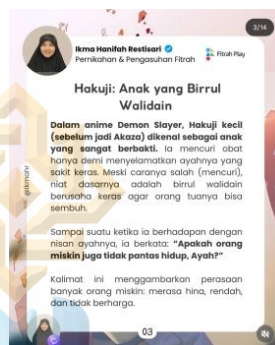 3/14
Ikma Hanifah Restisari
Pernikahan & Pengasuhan Fitrah
Fitrah Play
Hakuji: Anak yang Birrul
Walidain
Dalam anime Demon Slayer, Hakuji kecil
(sebelum jadi Akaza) dikenal sebagai anak
yang sangat berbakti. Ia mencuri obat
hanya demi menyelamatkan ayahnya yang
sakit keras. Meski caranya salah (mencuri),
niat dasarnya adalah birrul walidain
berusaha keras agar orang tuanya bisa
sembuh.
Sampai suatu ketika ia berhadapan dengan
nisan ayahnya, ia berkata: “Apakah orang
miskin juga tidak pantas hidup, Ayah?”
Kalimat ini menggambarkan perasaan
banyak orang miskin: merasa hina, rendah,
dan tidak berharga.
03